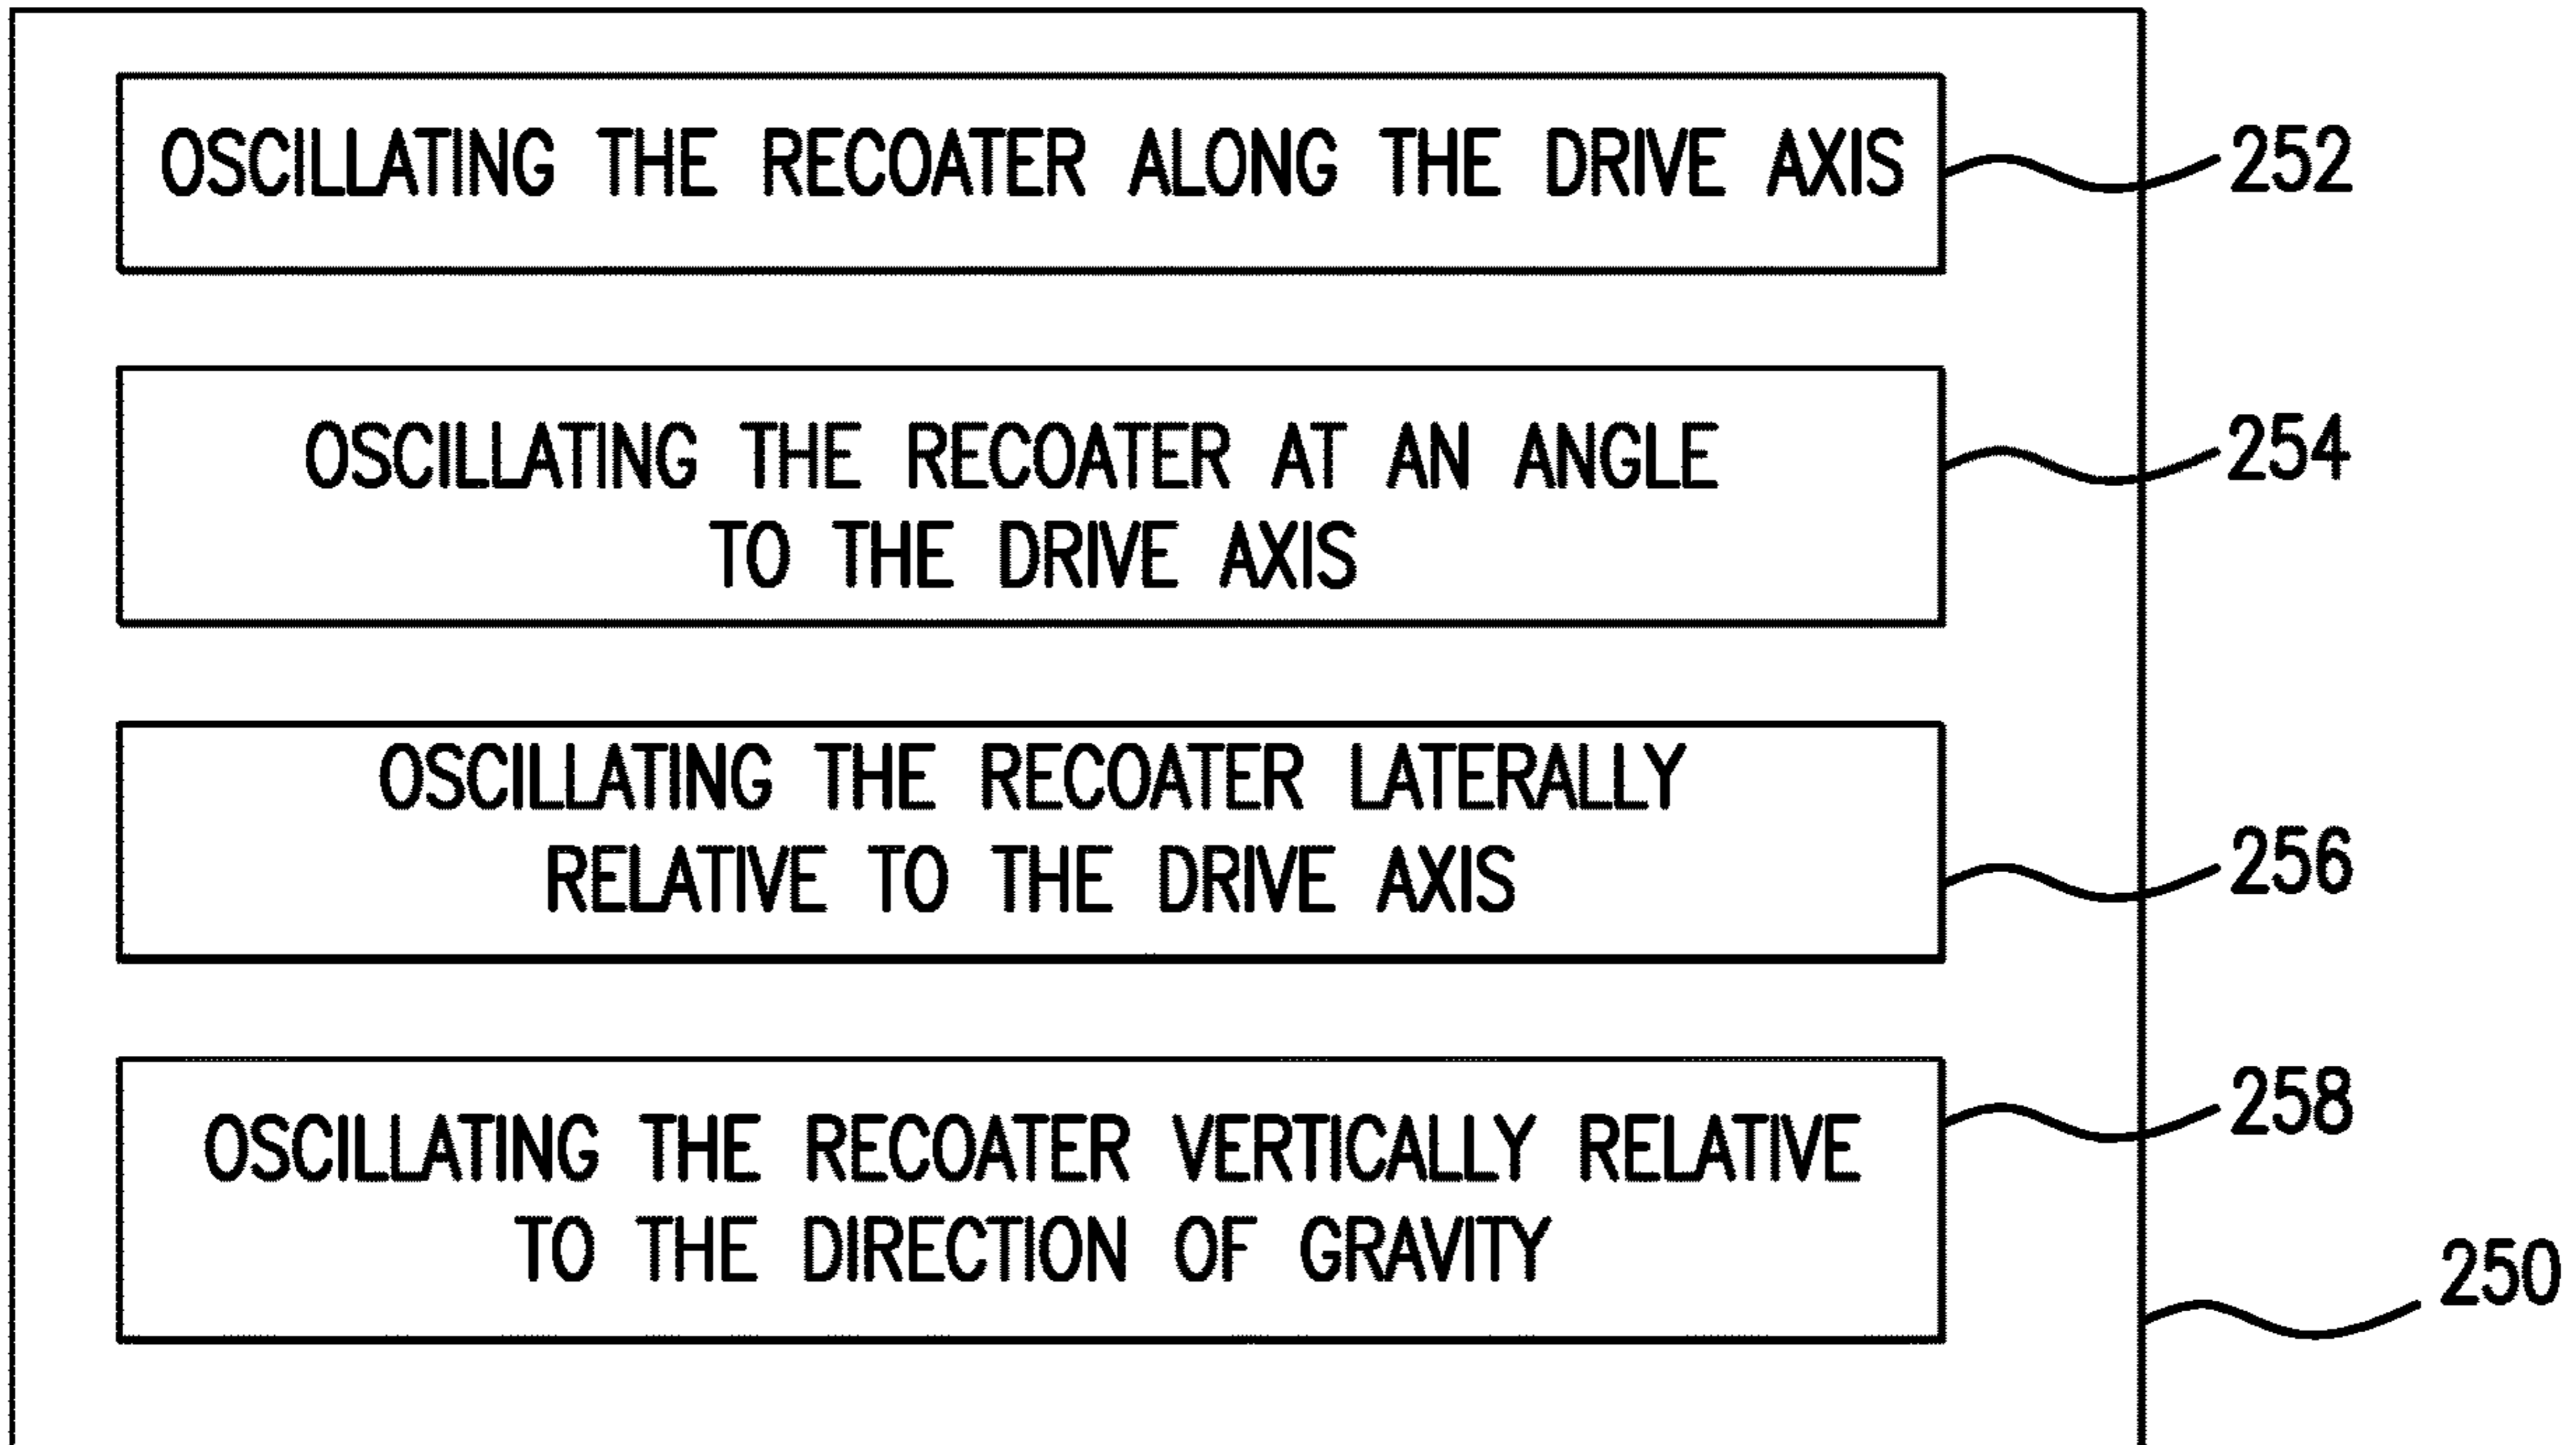 OSCILLATING THE RECOATER ALONG THE DRIVE AXIS
252
OSCILLATING THE RECOATER AT AN ANGLE
TO THE DRIVE AXIS
254
OSCILLATING THE RECOATER LATERALLY
RELATIVE TO THE DRIVE AXIS
256
OSCILLATING THE RECOATER VERTICALLY RELATIVE
TO THE DIRECTION OF GRAVITY
258
250